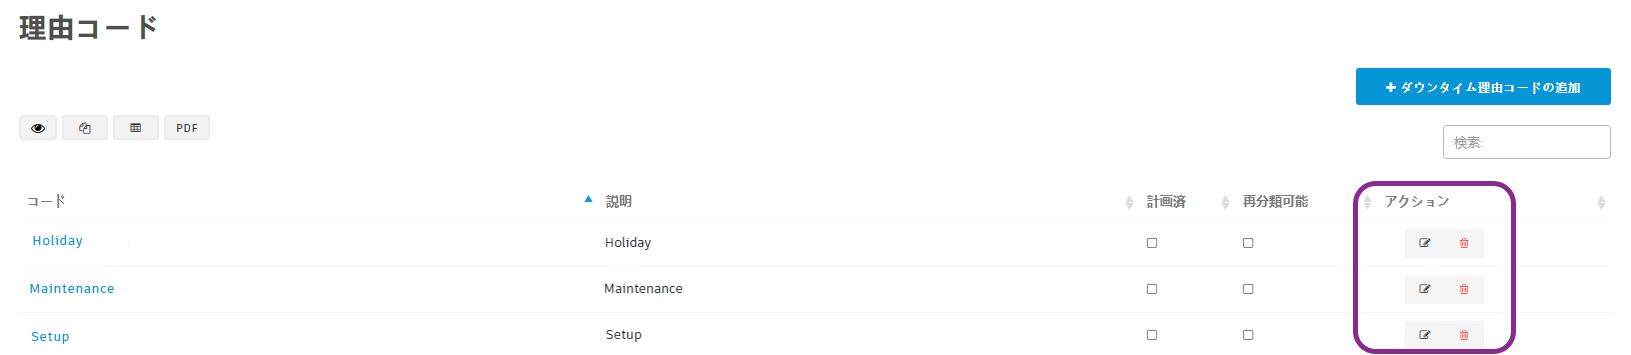 理由コード
ダウンタイム理由コードの追加
PDF
検索:
コード 説明 計画済 再分類可能 アクション
Holiday Holiday
Maintenance Maintenance
Setup Setup